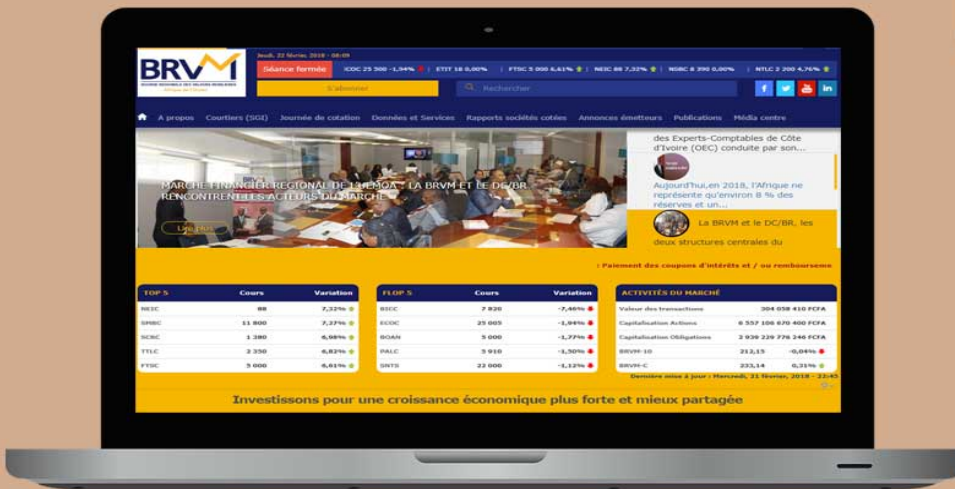 BRVM
BOURSE REGIONALE DES VALEURS MOBILIERES
Afrique de l'Ouest
Jeudi, 22 février, 2018 - 08:09
Séance fermée
ICOC 25 500 -1,94% | ETIT 18 0,00% | FTSC 5 000 6,61% | NEIC 88 7,32% | NSBC 8 390 0,00% | NTLC 2 200 4,76%
S'abonner
Rechercher
A propos Courtiers (SGI) Journée de cotation Données et Services Rapports sociétés cotées Annonces émetteurs Publications Média centre
MARCHE FINANCIER REGIONAL DE L'UEMOA : LA BRVM ET LE DC/BR
RENCONTRENT LES ACTEURS DU MARCHE
Lire plus
des Experts-Comptables de Côte
d'Ivoire (OEC) conduite par son...
Aujourd'hui,en 2018, l'Afrique ne
représente qu'environ 8 % des
réserves et un...
La BRVM et le DC/BR, les
deux structures centrales du
: Paiement des coupons d'intérêts et / ou rembourseme
TOP 5 Cours Variation
NEIC 88 7,32%
SMBC 11 800 7,27%
SCRC 1 380 6,98%
TTLC 2 350 6,82%
FTSC 5 000 6,61%
FLOP 5 Cours Variation
BICC 7 820 -7,46%
ECOC 25 005 -1,94%
BOAN 5 000 -1,77%
PALC 5 910 -1,50%
SNTS 22 000 -1,12%
ACTIVITÉS DU MARCHÉ
Valeur des transactions 304 058 410 FCFA
Capitalisation Actions 6 557 106 670 400 FCFA
Capitalisation Obligations 2 939 229 776 246 FCFA
BRVM-10 212,15 -0,04%
BRVM-C 233,14 0,31%
Dernière mise à jour : Mercredi, 21 février, 2018 - 22:45
Investissons pour une croissance économique plus forte et mieux partagée